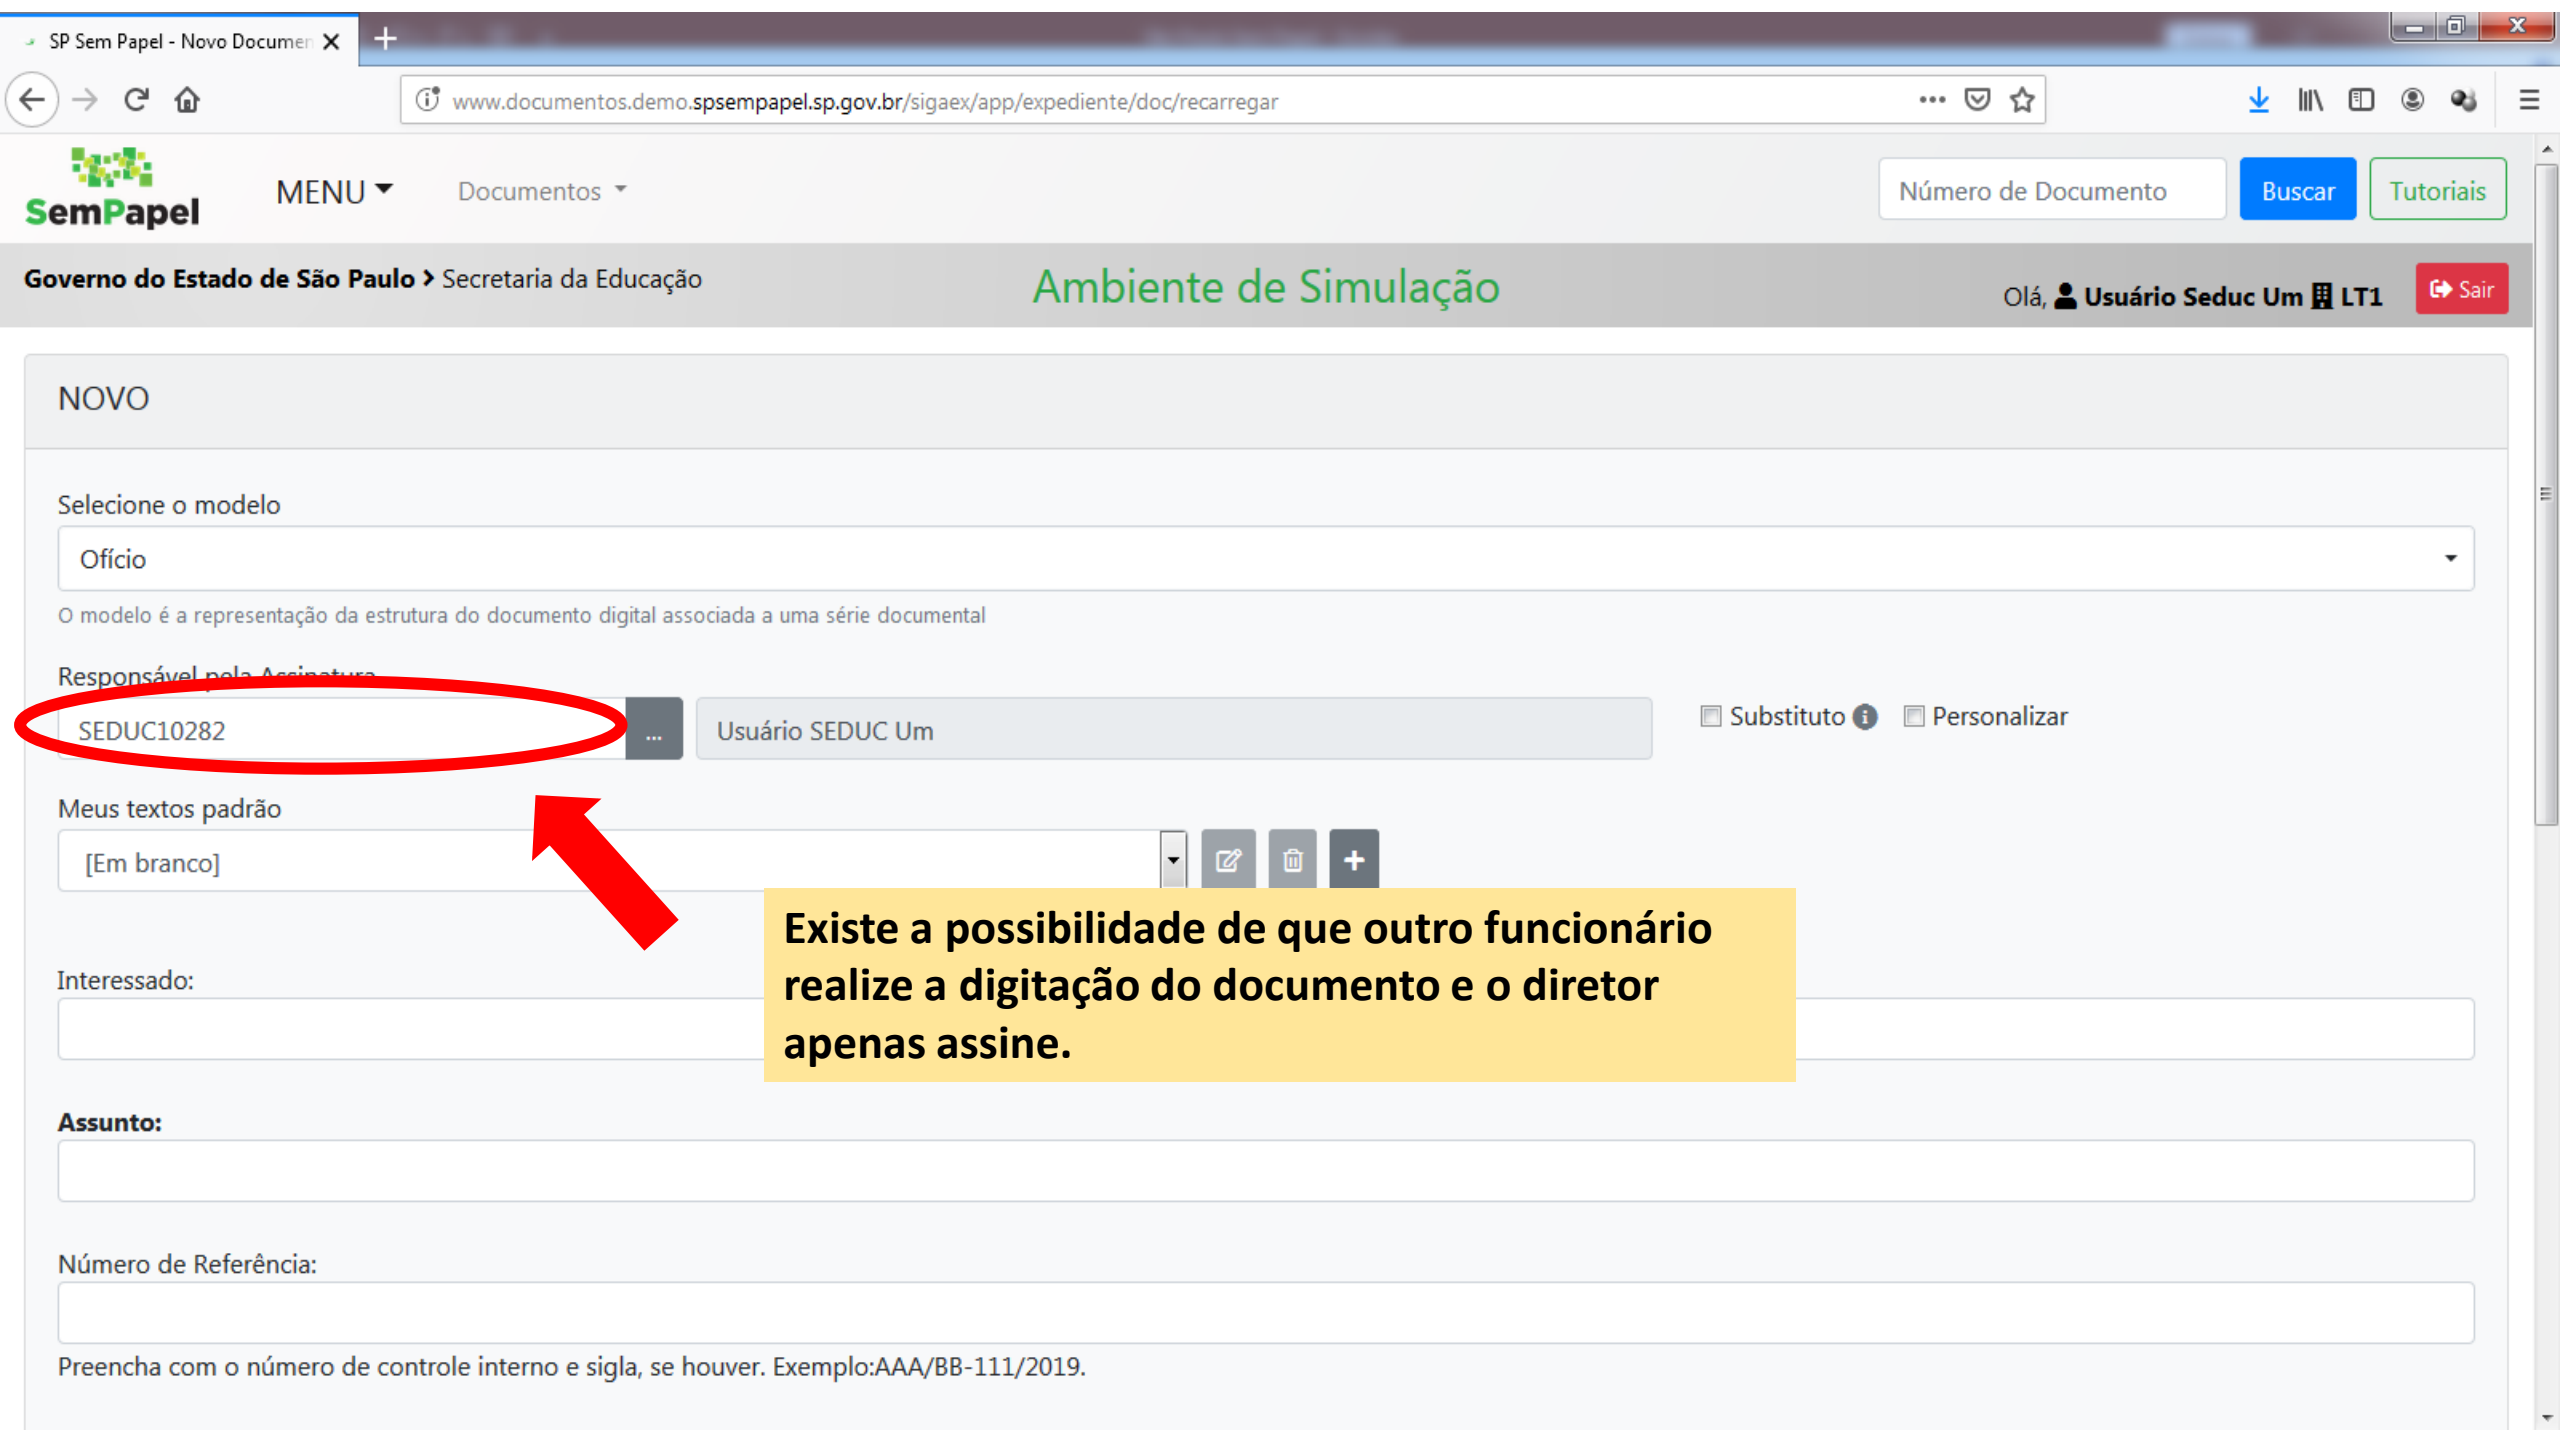 SP Sem Papel - Novo Documen
www.documentos.demo.spsempapel.sp.gov.br/sigaex/app/expediente/doc/recarregar
SemPapel
MENU
Documentos
Número de Documento
Buscar
Tutoriais
Governo do Estado de São Paulo > Secretaria da Educação
Ambiente de Simulação
Olá, Usuário Seduc Um LT1
Sair
NOVO
Selecione o modelo
Ofício
O modelo é a representação da estrutura do documento digital associada a uma série documental
Responsável pela Assinatura
SEDUC10282
...
Usuário SEDUC Um
Substituto
Personalizar
Meus textos padrão
[Em branco]
Existe a possibilidade de que outro funcionário
realize a digitação do documento e o diretor
apenas assine.
Interessado:
Assunto:
Número de Referência:
Preencha com o número de controle interno e sigla, se houver. Exemplo:AAA/BB-111/2019.